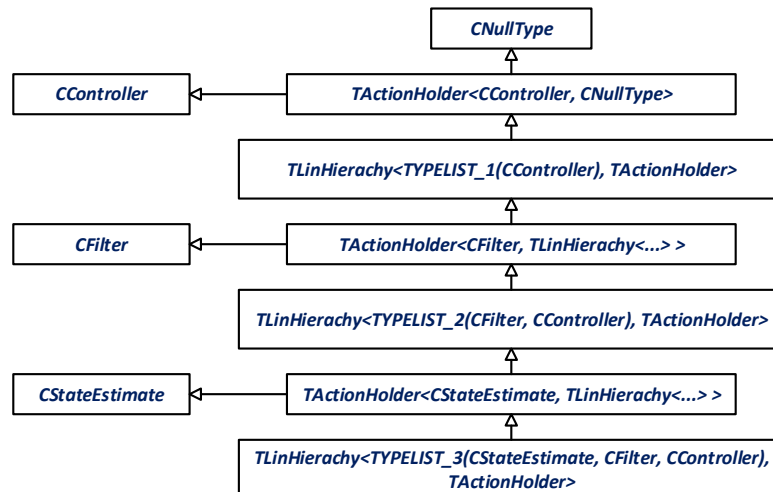 CNullType
CController
TActionHolder<CController, CNullType>
TLinHierachy<TYPELIST_1(CController), TActionHolder>
CFilter
TActionHolder<CFilter, TLinHierachy<...> >
TLinHierachy<TYPELIST_2(CFilter, CController), TActionHolder>
CStateEstimate
TActionHolder<CStateEstimate, TLinHierachy<...> >
TLinHierachy<TYPELIST_3(CStateEstimate, CFilter, CController),
TActionHolder>